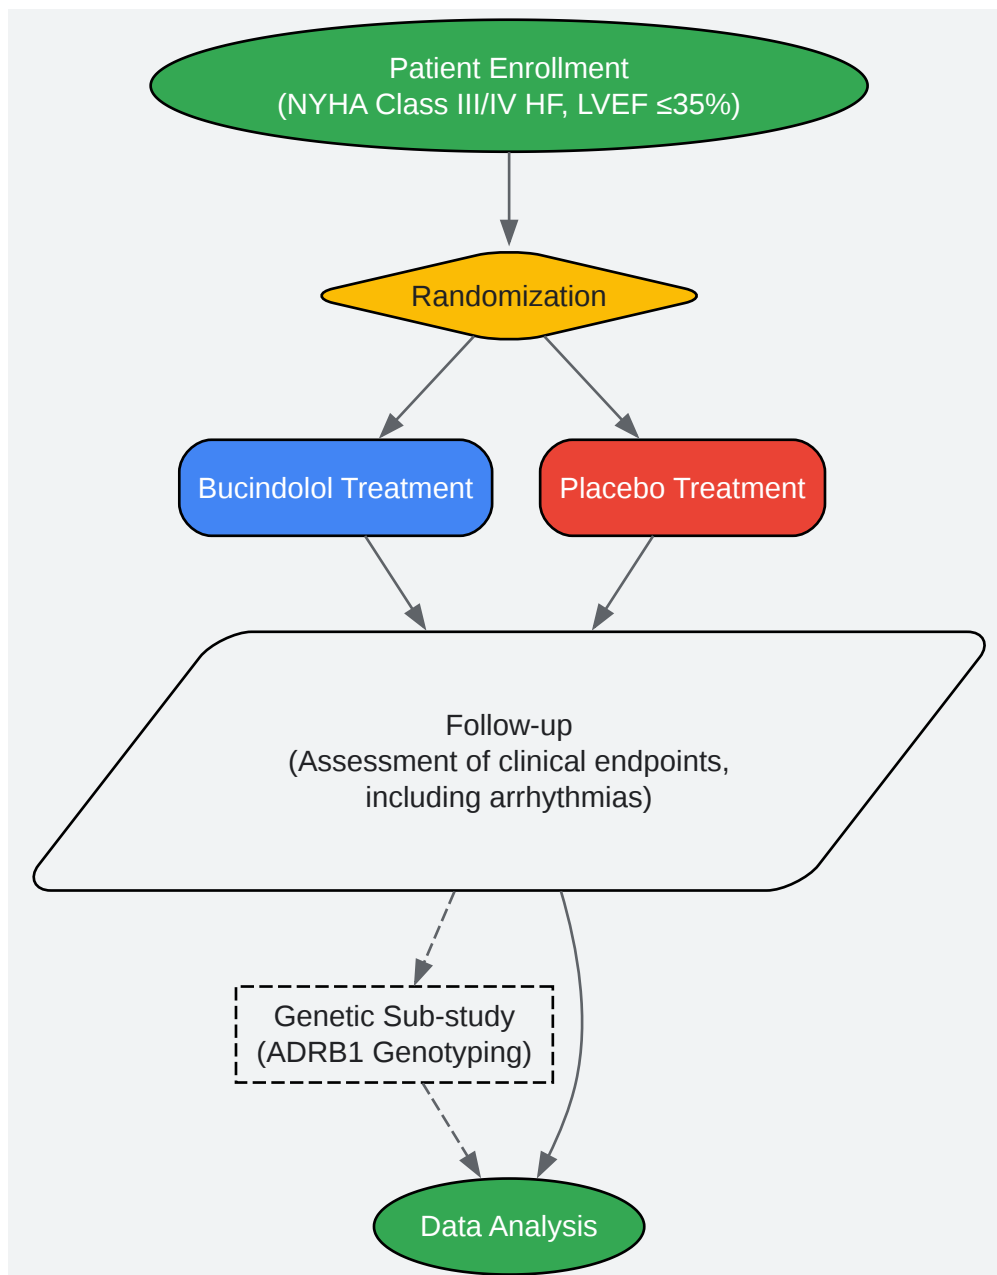 Patient Enrollment
(NYHA Class III/IV HF, LVEF ≤35%)
Randomization
Bucindolol Treatment
Placebo Treatment
Follow-up
(Assessment of clinical endpoints,
including arrhythmias)
Genetic Sub-study
(ADRB1 Genotyping)
Data Analysis